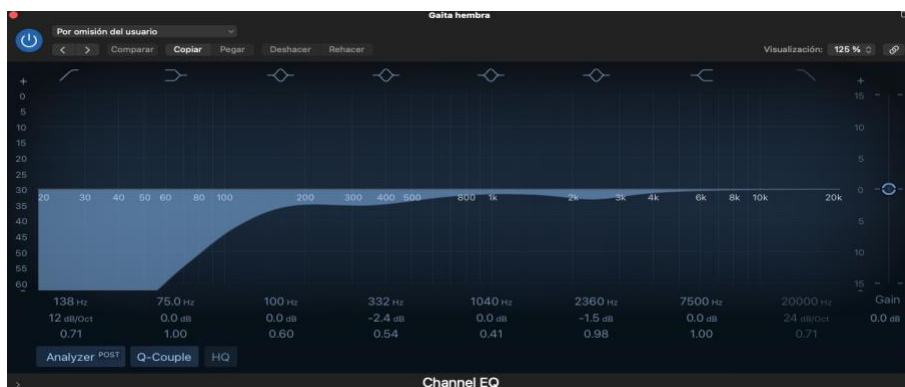 Gaita hembra
Por omisión del usuario
Comparar Copiar Pegar Deshacer Rehacer Visualización: 125 %
+ +
0 15
5
10 10
15
20 5
25
30 0
20 30 40 50 60 80 100 200 300 400 500 800 1k 2k 3k 4k 6k 8k 10k 20k
35
40 5
45
50 10
55
60 15
138 Hz 75.0 Hz 100 Hz 332 Hz 1040 Hz 2360 Hz 7500 Hz 20000 Hz Gain
12 dB/Oct 0.0 dB 0.0 dB -2.4 dB 0.0 dB -1.5 dB 0.0 dB 24 dB/Oct 0.0 dB
0.71 1.00 0.60 0.54 0.41 0.98 1.00 0.71
Analyzer POST Q-Couple HQ
Channel EQ